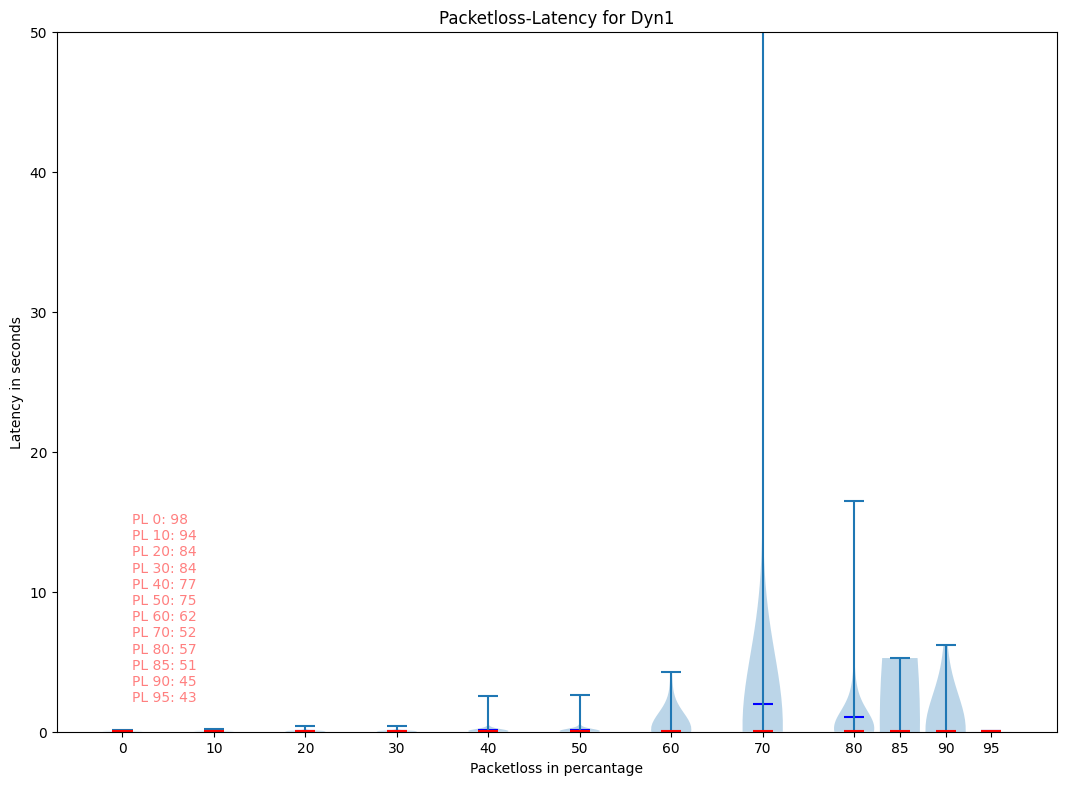 Packetloss-Latency for Dyn1
50
40
30
20
10
0
Latency in seconds
PL 0: 98
PL 10: 94
PL 20: 84
PL 30: 84
PL 40: 77
PL 50: 75
PL 60: 62
PL 70: 52
PL 80: 57
PL 85: 51
PL 90: 45
PL 95: 43
0 10 20 30 40 50 60 70 80 85 90 95
Packetloss in percantage